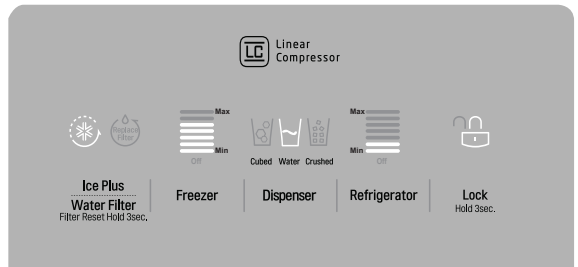 LC
Linear
Compressor
Replace
Filter
Max
Min
Off
Cubed Water Crushed
Max
Min
Off
Ice Plus
Water Filter
Filter Reset Hold 3sec.
Freezer
Dispenser
Refrigerator
Lock
Hold 3sec.